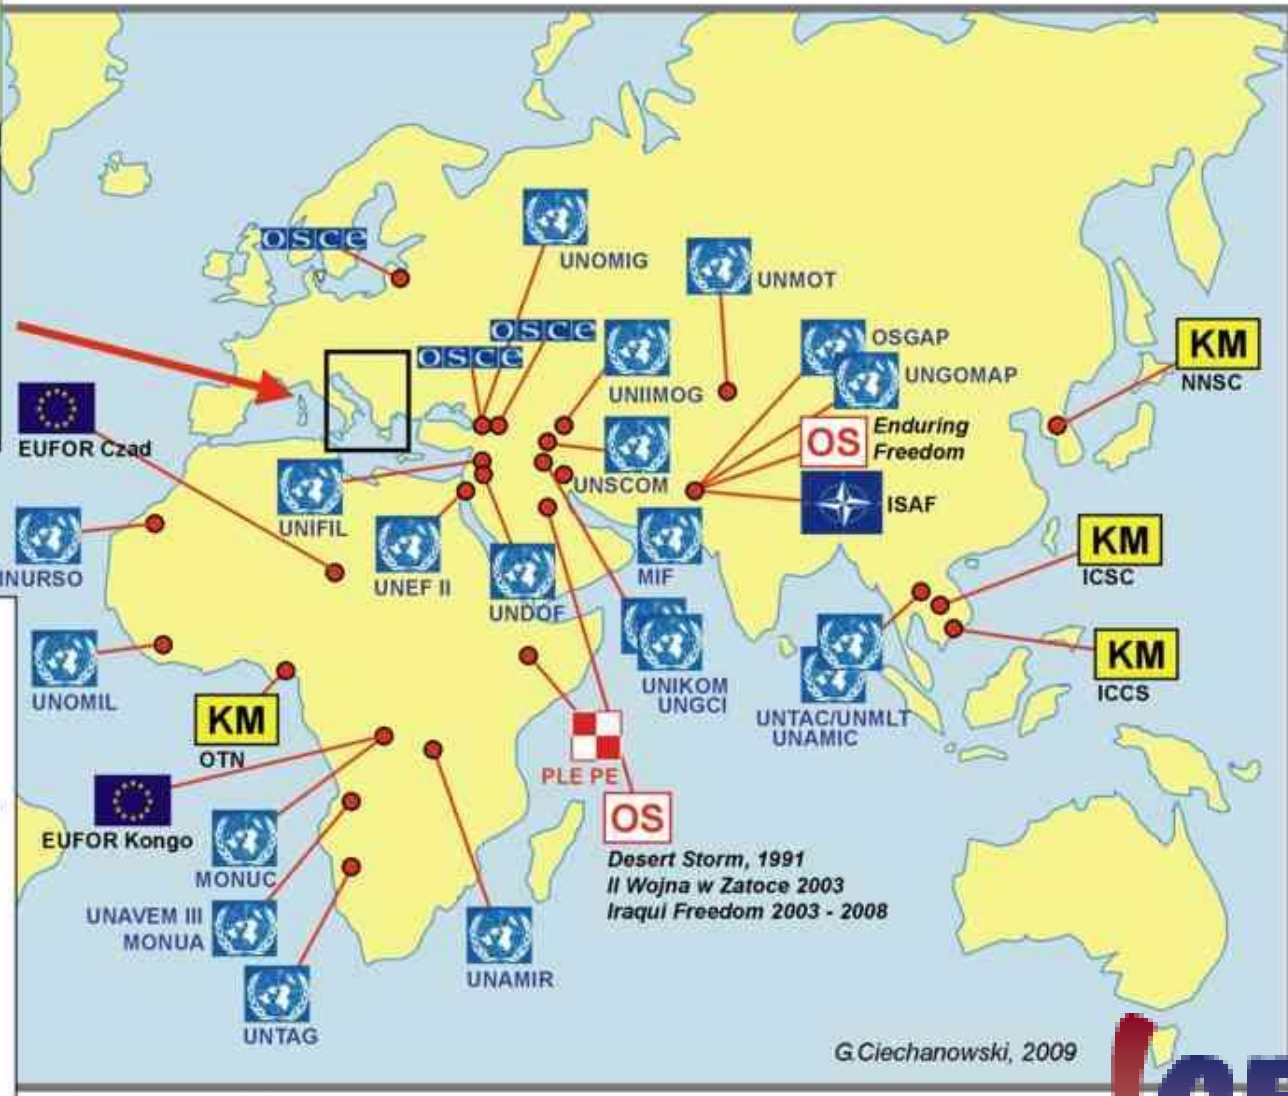 osce
UNOMIG
UNMOT
osce
osce
OSGAP
UNGOMAP
KM
NNSC
UNIIMOG
EUFOR Czad
OS
Enduring
Freedom
UNSCOM
ISAF
UNIFIL
KM
ICSC
INURSO
UNEF II
MIF
UNDOF
KM
ICCS
UNOMIL
UNIKOM
UNGCI
KM
OTN
UNTAC/UNMLT
UNAMIC
PLE PE
EUFOR Kongo
OS
Desert Storm, 1991
II Wojna w Zatoce 2003
Iraqui Freedom 2003 - 2008
MONUC
UNAVEM III
MONUA
UNAMIR
UNTAG
G.Ciechanowski, 2009